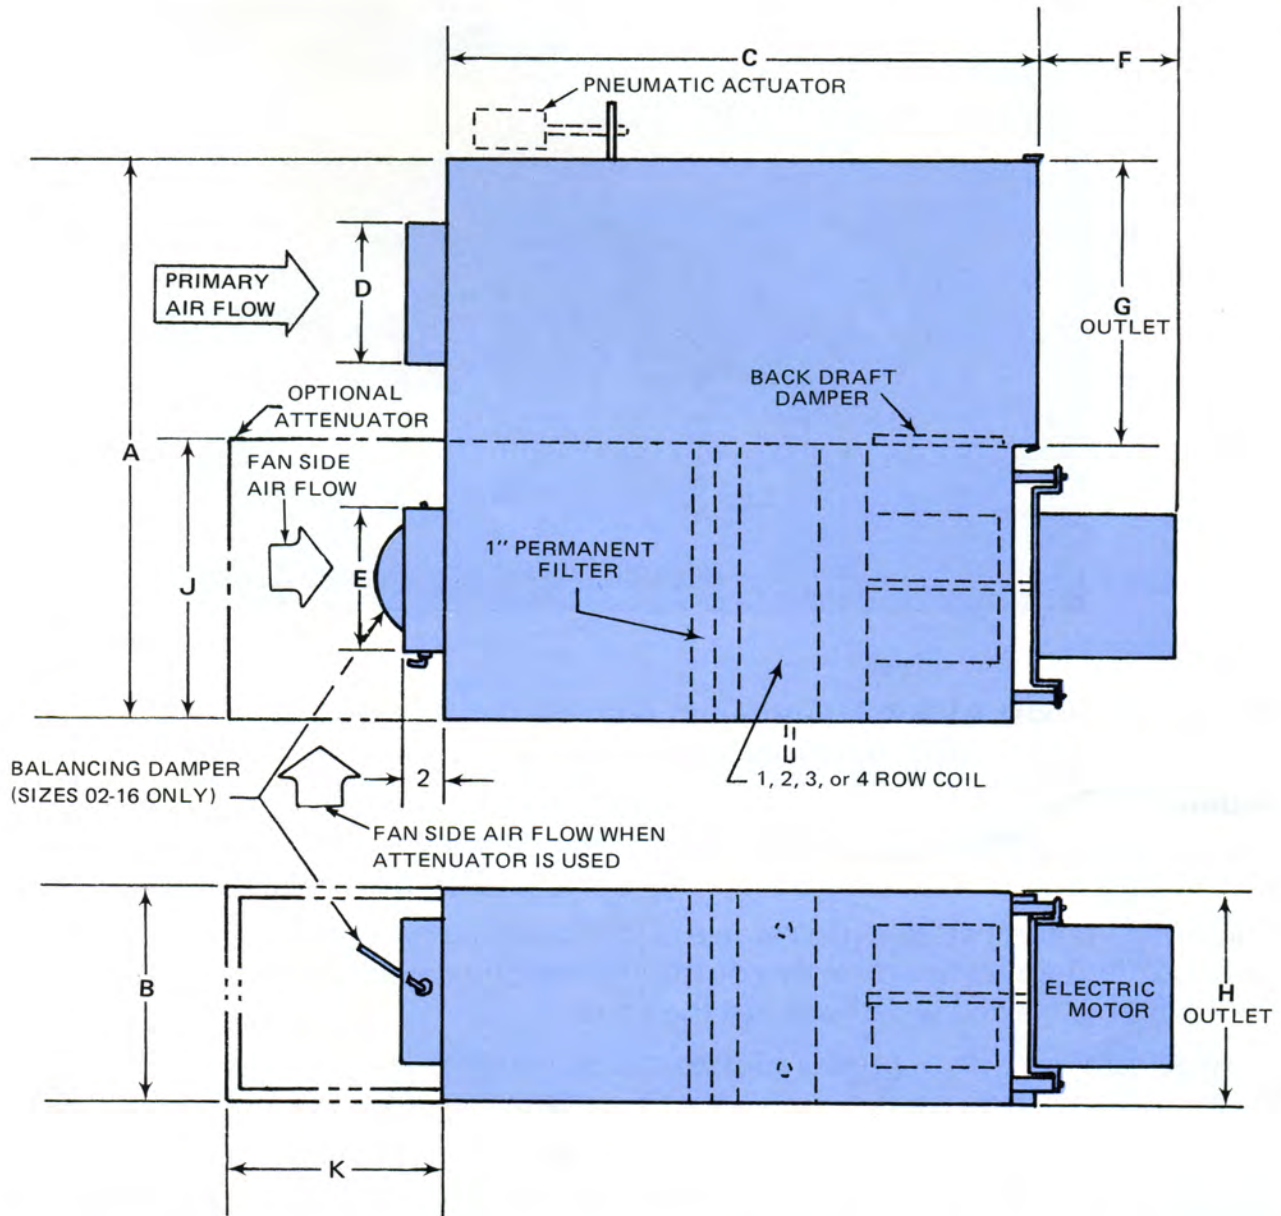 C
F
PNEUMATIC ACTUATOR
PRIMARY
AIR FLOW
D
G
OUTLET
BACK DRAFT
DAMPER
OPTIONAL
ATTENUATOR
A
FAN SIDE
AIR FLOW
J
E
1" PERMANENT
FILTER
BALANCING DAMPER
(SIZES 02-16 ONLY)
2
1, 2, 3, or 4 ROW COIL
FAN SIDE AIR FLOW WHEN
ATTENUATOR IS USED
B
ELECTRIC
MOTOR
H
OUTLET
K